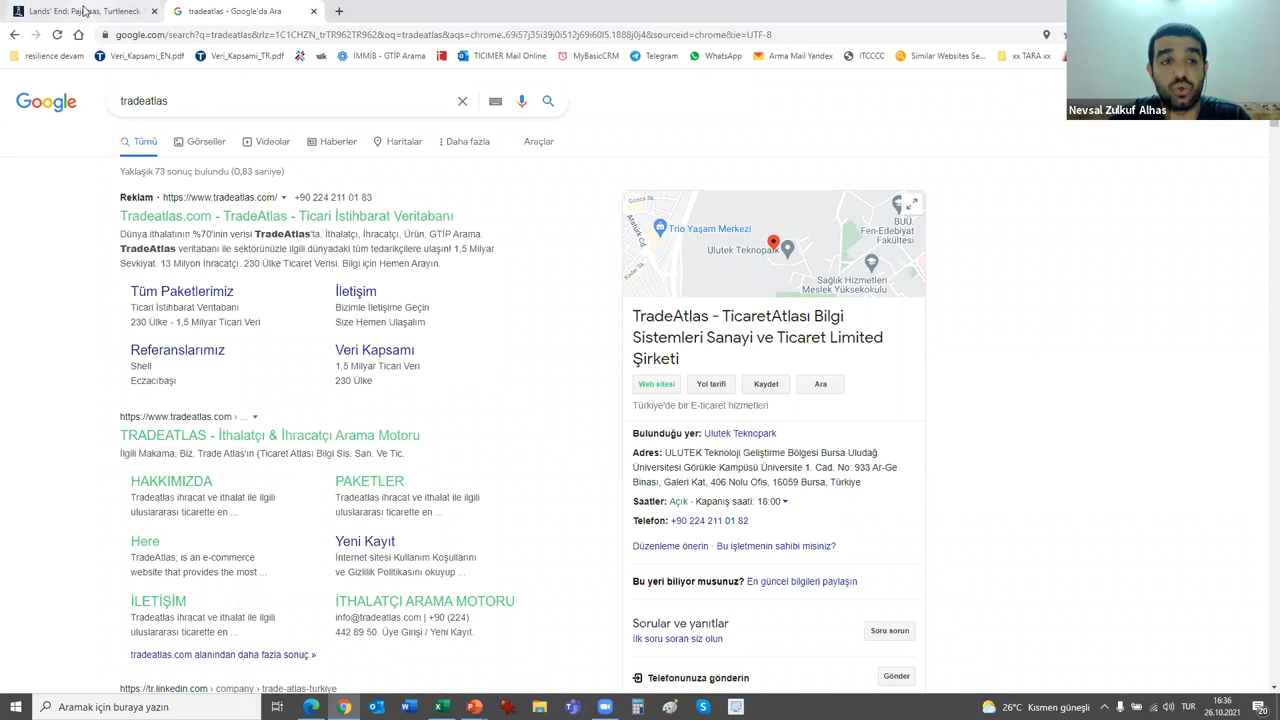 Lands' End: Pajamas, Turtleneck
tradeatlas - Google'da Ara
google.com/search?q=tradeatlas&rlz=1C1CHZN_trTR962TR962&oq=tradeatlas&aqs=chrome..69i57j35i39j0i512j69i60l5.1888j0j4&sourceid=chrome&ie=UTF-8
resilience devam
Veri_Kapsami_EN.pdf
Veri_Kapsami_TR.pdf
İMMİB - GTİP Arama
TICIMER Mail Online
MyBasicCRM
Telegram
WhatsApp
Arma Mail Yandex
ITCCCC
Similar Websites Se...
xx TARA xx
Nevsal Zulkuf Alhas
Google
tradeatlas
Tümü
Görseller
Videolar
Haberler
Haritalar
Daha fazla
Araçlar
Yaklaşık 73 sonuç bulundu (0,83 saniye)
Reklam · https://www.tradeatlas.com/ +90 224 211 01 83
Tradeatlas.com - TradeAtlas - Ticari İstihbarat Veritabanı
Dünya ithalatının %70'inin verisi TradeAtlas'ta. İthalatçı, İhracatçı, Ürün, GTİP Arama.
TradeAtlas veritabanı ile sektörünüzle ilgili dünyadaki tüm tedarikçilere ulaşın! 1,5 Milyar
Sevkiyat. 13 Milyon İhracatçı. 230 Ülke Ticaret Verisi. Bilgi için Hemen Arayın.
Tüm Paketlerimiz
Ticari İstihbarat Veritabanı
230 Ülke - 1,5 Milyar Ticari Veri
İletişim
Bizimle İletişime Geçin
Size Hemen Ulaşalım
Referanslarımız
Shell
Eczacıbaşı
Veri Kapsamı
1,5 Milyar Ticari Veri
230 Ülke
https://www.tradeatlas.com › ...
TRADEATLAS - İthalatçı & İhracatçı Arama Motoru
İlgili Makama, Biz, Trade Atlas'ın (Ticaret Atlası Bilgi Sis. San. Ve Tic.
HAKKIMIZDA
Tradeatlas ihracat ve ithalat ile ilgili
uluslararası ticarette en ...
PAKETLER
Tradeatlas ihracat ve ithalat ile ilgili
uluslararası ticarette en ...
Here
TradeAtlas; is an e-commerce
website that provides the most ...
Yeni Kayıt
İnternet sitesi Kullanım Koşullarını
ve Gizlilik Politikasını okuyup ...
İLETİŞİM
Tradeatlas ihracat ve ithalat ile ilgili
uluslararası ticarette en ...
İTHALATÇI ARAMA MOTORU
info@tradeatlas.com | +90 (224)
442 89 50. Üye Girişi / Yeni Kayıt.
tradeatlas.com alanından daha fazla sonuç »
https://tr.linkedin.com › company › trade-atlas-turkiye
Gonca Sk.
Atatürk Cd.
Trio Yaşam Merkezi
Ulutek Teknopark
BUÜ
Fen-Edebiyat
Fakültesi
Sağlık Hizmetleri
Meslek Yüksekokulu
TradeAtlas - TicaretAtlası Bilgi
Sistemleri Sanayi ve Ticaret Limited
Şirketi
Web sitesi
Yol tarifi
Kaydet
Ara
Türkiye'de bir E-ticaret hizmetleri
Bulunduğu yer: Ulutek Teknopark
Adres: ULUTEK Teknoloji Geliştirme Bölgesi Bursa Uludağ
Üniversitesi Görükle Kampüsü Üniversite 1. Cad. No: 933 Ar-Ge
Binası, Galeri Kat, 406 Nolu Ofis, 16059 Bursa, Türkiye
Saatler: Açık · Kapanış saati: 18:00
Telefon: +90 224 211 01 82
Düzenleme önerin · Bu işletmenin sahibi misiniz?
Bu yeri biliyor musunuz? En güncel bilgileri paylaşın
Sorular ve yanıtlar
İlk soru soran siz olun
Soru sorun
Telefonunuza gönderin
Gönder
Aramak için buraya yazın
26°C Kısmen güneşli
TUR
16:36
26.10.2021
20